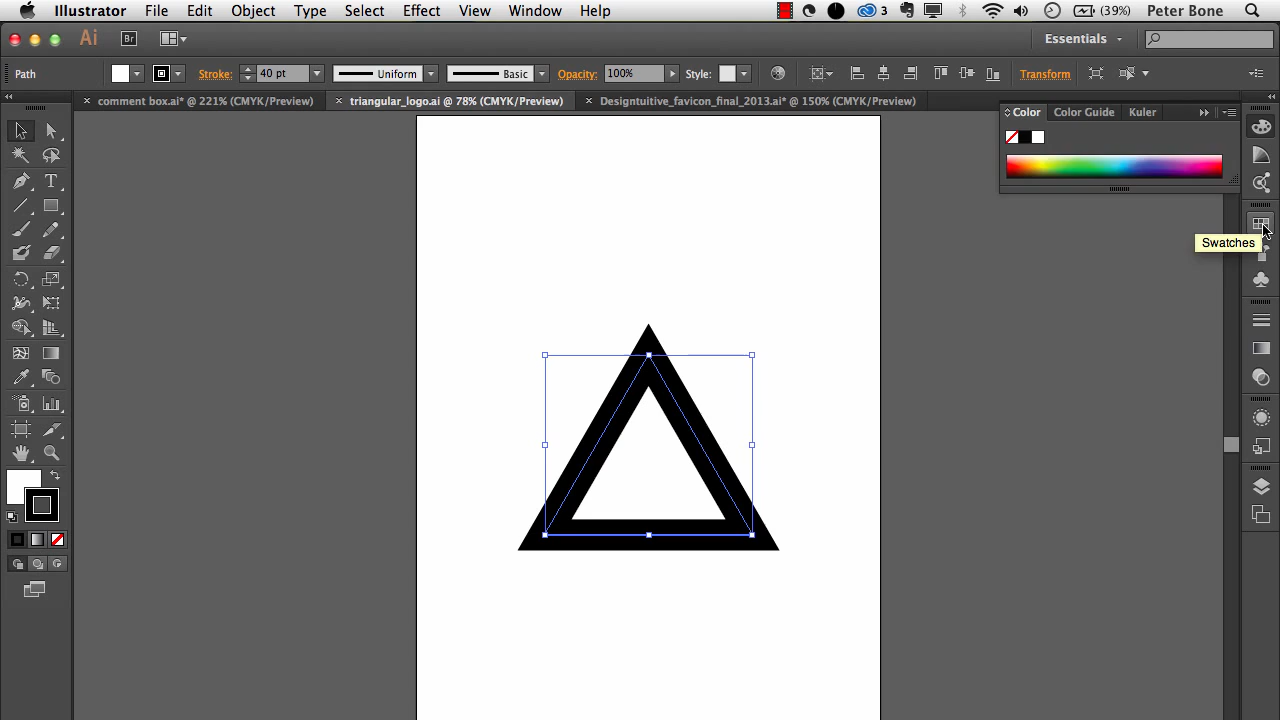 Illustrator File Edit Object Type Select Effect View Window Help 3 (39%) Peter Bone
Ai Br Essentials
Path Stroke: 40 pt Uniform Basic Opacity: 100% Style: Transform
× comment box.ai* @ 221% (CMYK/Preview) × triangular_logo.ai @ 78% (CMYK/Preview) × Designtuitive_favicon_final_2013.ai* @ 150% (CMYK/Preview)
Color Color Guide Kuler
T
Swatches